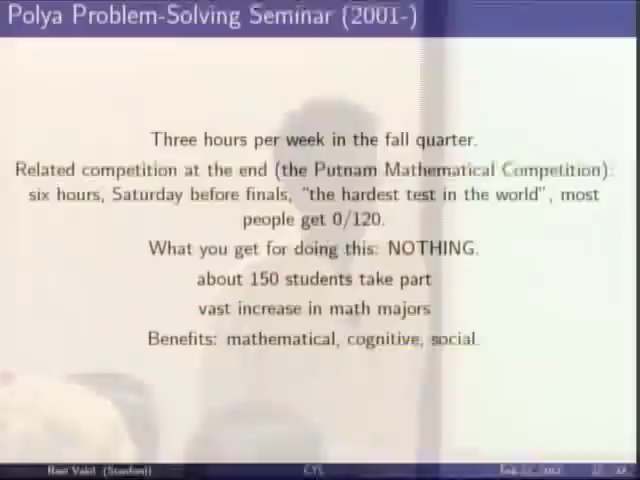 Polya Problem-Solving Seminar (2001-)
Three hours per week in the fall quarter.
Related competition at the end (the Putnam Mathematical Competition):
six hours, Saturday before finals, "the hardest test in the world", most
people get 0/120.
What you get for doing this: NOTHING.
about 150 students take part
vast increase in math majors
Benefits: mathematical, cognitive, social.
Ravi Vakil (Stanford)